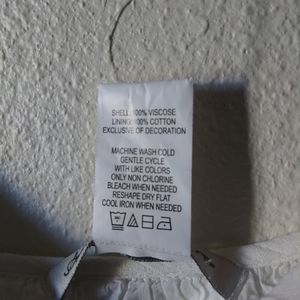 SHELL: 100% VISCOSE
LINING: 100% COTTON
EXCLUSIVE OF DECORATION
MACHINE WASH COLD
GENTLE CYCLE
WITH LIKE COLORS
ONLY NON CHLORINE
BLEACH WHEN NEEDED
RESHAPE DRY FLAT
COOL IRON WHEN NEEDED